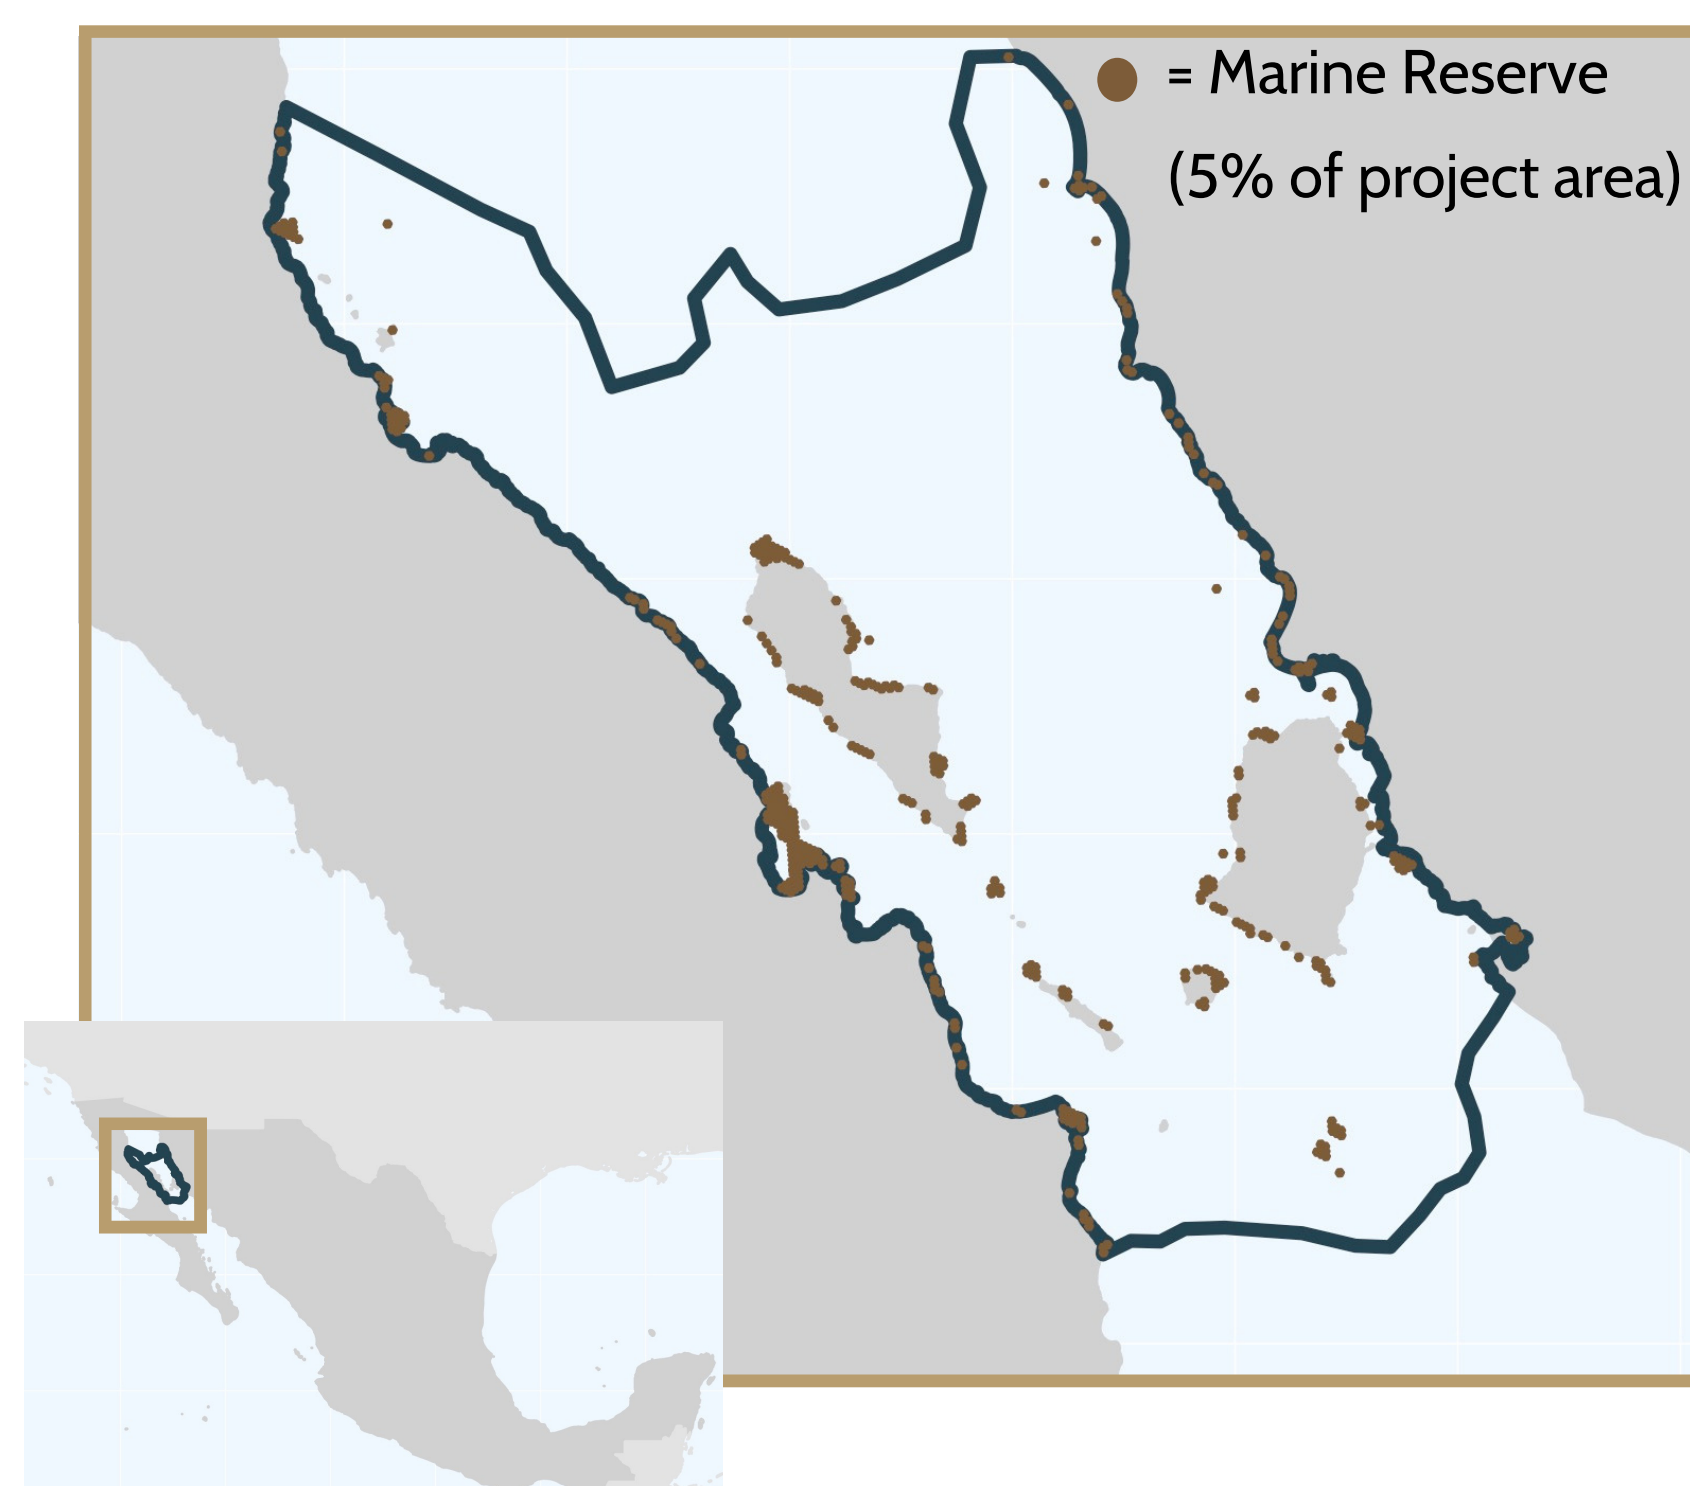 = Marine Reserve
(5% of project area)